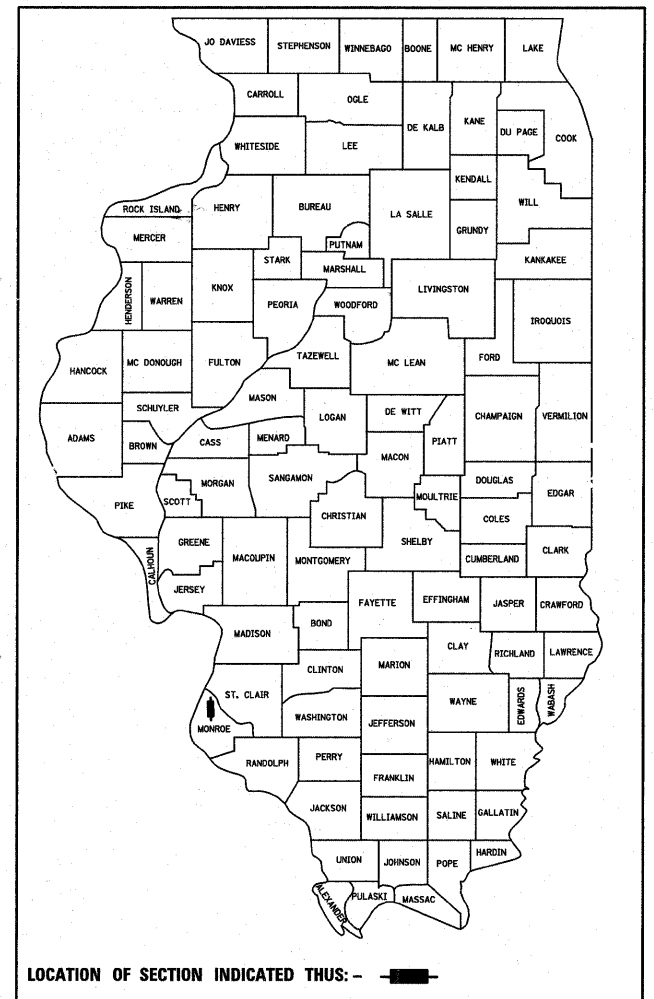 JO DAVIESS STEPHENSON WINNEBAGO BOONE MC HENRY LAKE
CARROLL OGLE DE KALB KANE DU PAGE COOK
WHITESIDE LEE
KENDALL
ROCK ISLAND HENRY BUREAU LA SALLE WILL
MERCER PUTNAM GRUNDY
STARK MARSHALL KANKAKEE
HENDERSON WARREN KNOX PEORIA WOODFORD LIVINGSTON
IROQUOIS
HANCOCK MC DONOUGH FULTON TAZEWELL MC LEAN FORD
MASON
SCHUYLER LOGAN DE WITT CHAMPAIGN VERMILION
ADAMS BROWN CASS MENARD PIATT
MACON
MORGAN SANGAMON DOUGLAS
PIKE SCOTT MOULTRIE EDGAR
CHRISTIAN COLES
GREENE SHELBY
CALHOUN MACOUPIN MONTGOMERY CUMBERLAND CLARK
JERSEY
FAYETTE EFFINGHAM JASPER CRAWFORD
MADISON BOND
CLAY RICHLAND LAWRENCE
CLINTON MARION
ST. CLAIR WAYNE EDWARDS WABASH
WASHINGTON JEFFERSON
MONROE
RANDOLPH PERRY HAMILTON WHITE
FRANKLIN
JACKSON WILLIAMSON SALINE GALLATIN
UNION JOHNSON POPE HARDIN
ALEXANDER PULASKI MASSAC
LOCATION OF SECTION INDICATED THUS: -